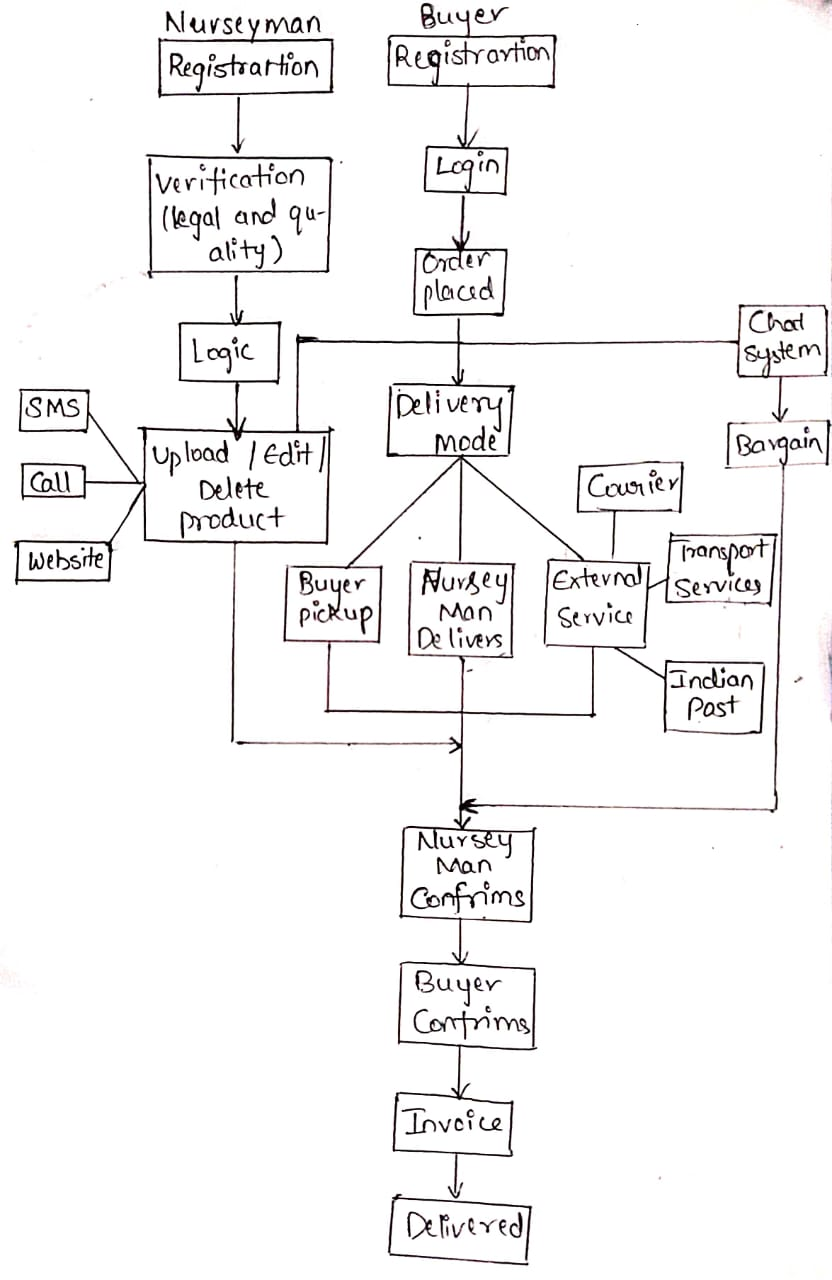 Nurseyman
Registrartion
Buyer
Registrartion
Verification
(legal and qu-
ality)
Login
Order
placed
Logic
Chat
system
SMS
Call
Website
Upload / Edit /
Delete
product
Delivery
Mode
Bargain
Courier
Buyer
pickup
Nursey
Man
Delivers
External
Service
Transport
Services
Indian
Post
Nursey
Man
Confrims
Buyer
Confrims
Invoice
Delivered